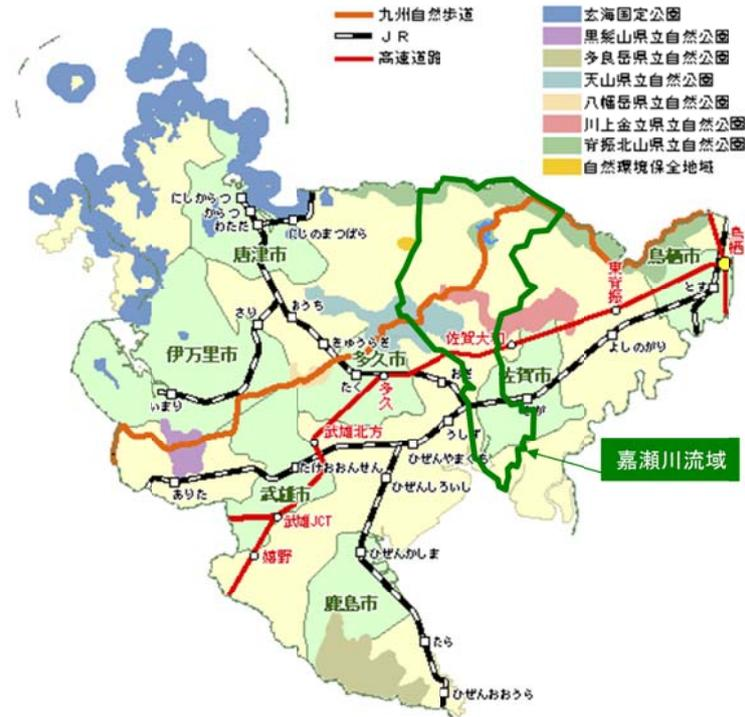 九州自然歩道
ＪＲ
高速道路
玄海国定公園
黒髪山県立自然公園
多良岳県立自然公園
天山県立自然公園
八幡岳県立自然公園
川上金立県立自然公園
脊振北山県立自然公園
自然環境保全地域
にしからつ
からつ
わただ
にじのまつばら
唐津市
鳥栖市
鳥栖
とす
東脊振
さり
おうち
きゅうらぎ
伊万里市
多久市
佐賀大和
よしのがり
たく
多久
おぎ
佐賀市
さが
いまり
武雄北方
うしず
嘉瀬川流域
たけおおんせん
ひぜんやまぐち
ありた
武雄市
ひぜんしろいし
武雄JCT
嬉野
ひぜんかしま
鹿島市
たら
ひぜんおおうら